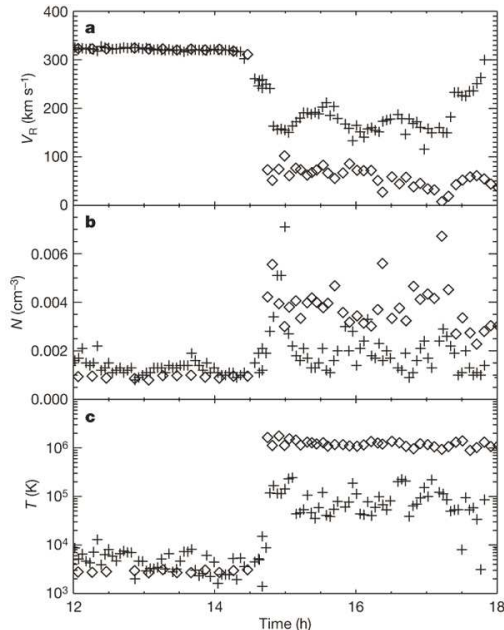 400
a
300
V_R (km s⁻¹)
200
100
0
b
0.006
N (cm⁻³)
0.004
0.002
0.000
c
10⁶
T (K)
10⁵
10⁴
10³
12 14 16 18
Time (h)